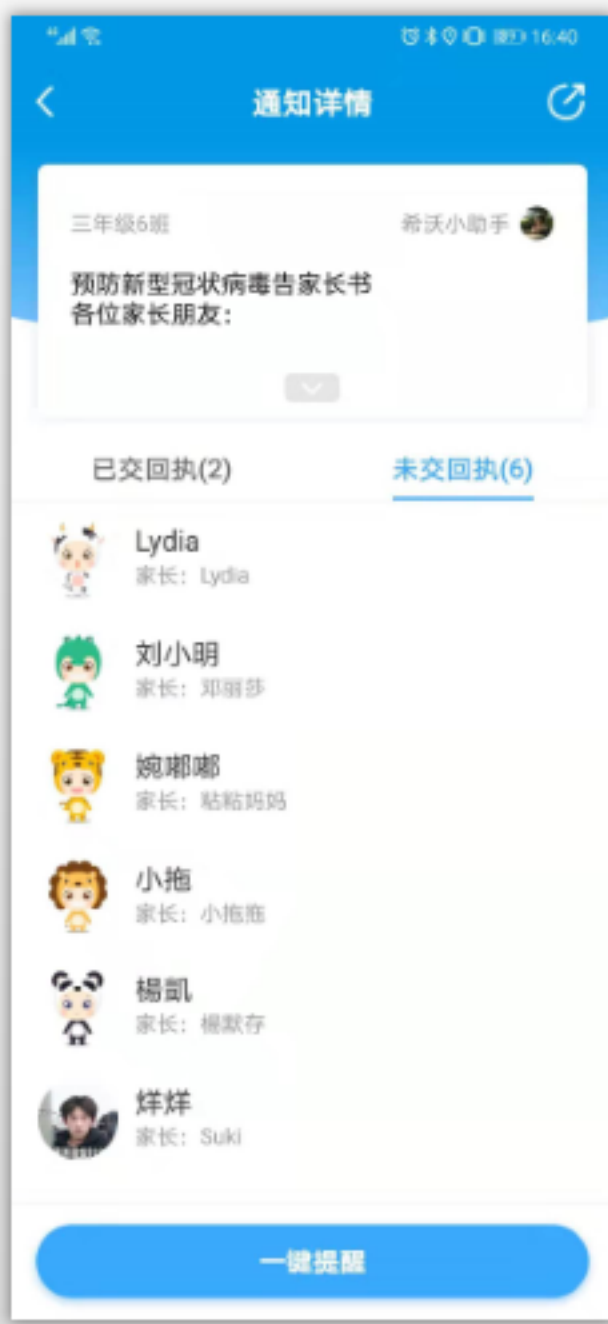 16:40
通知详情
三年级6班
希沃小助手
预防新型冠状病毒告家长书
各位家长朋友：
已交回执(2)
未交回执(6)
Lydia
家长：Lydia
刘小明
家长：邓丽莎
婉嘟嘟
家长：粘粘妈妈
小拖
家长：小拖拖
楊凱
家长：楊默存
烊烊
家长：Suki
一键提醒